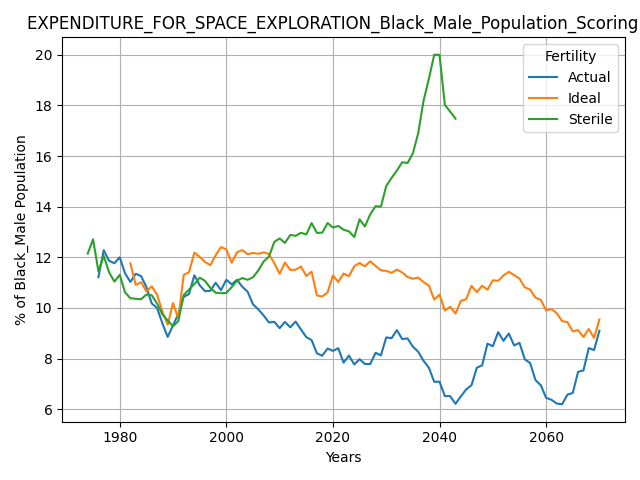 EXPENDITURE_FOR_SPACE_EXPLORATION_Black_Male_Population_Scoring
Fertility
Actual
Ideal
Sterile
% of Black_Male Population
20
18
16
14
12
10
8
6
1980
2000
2020
2040
2060
Years